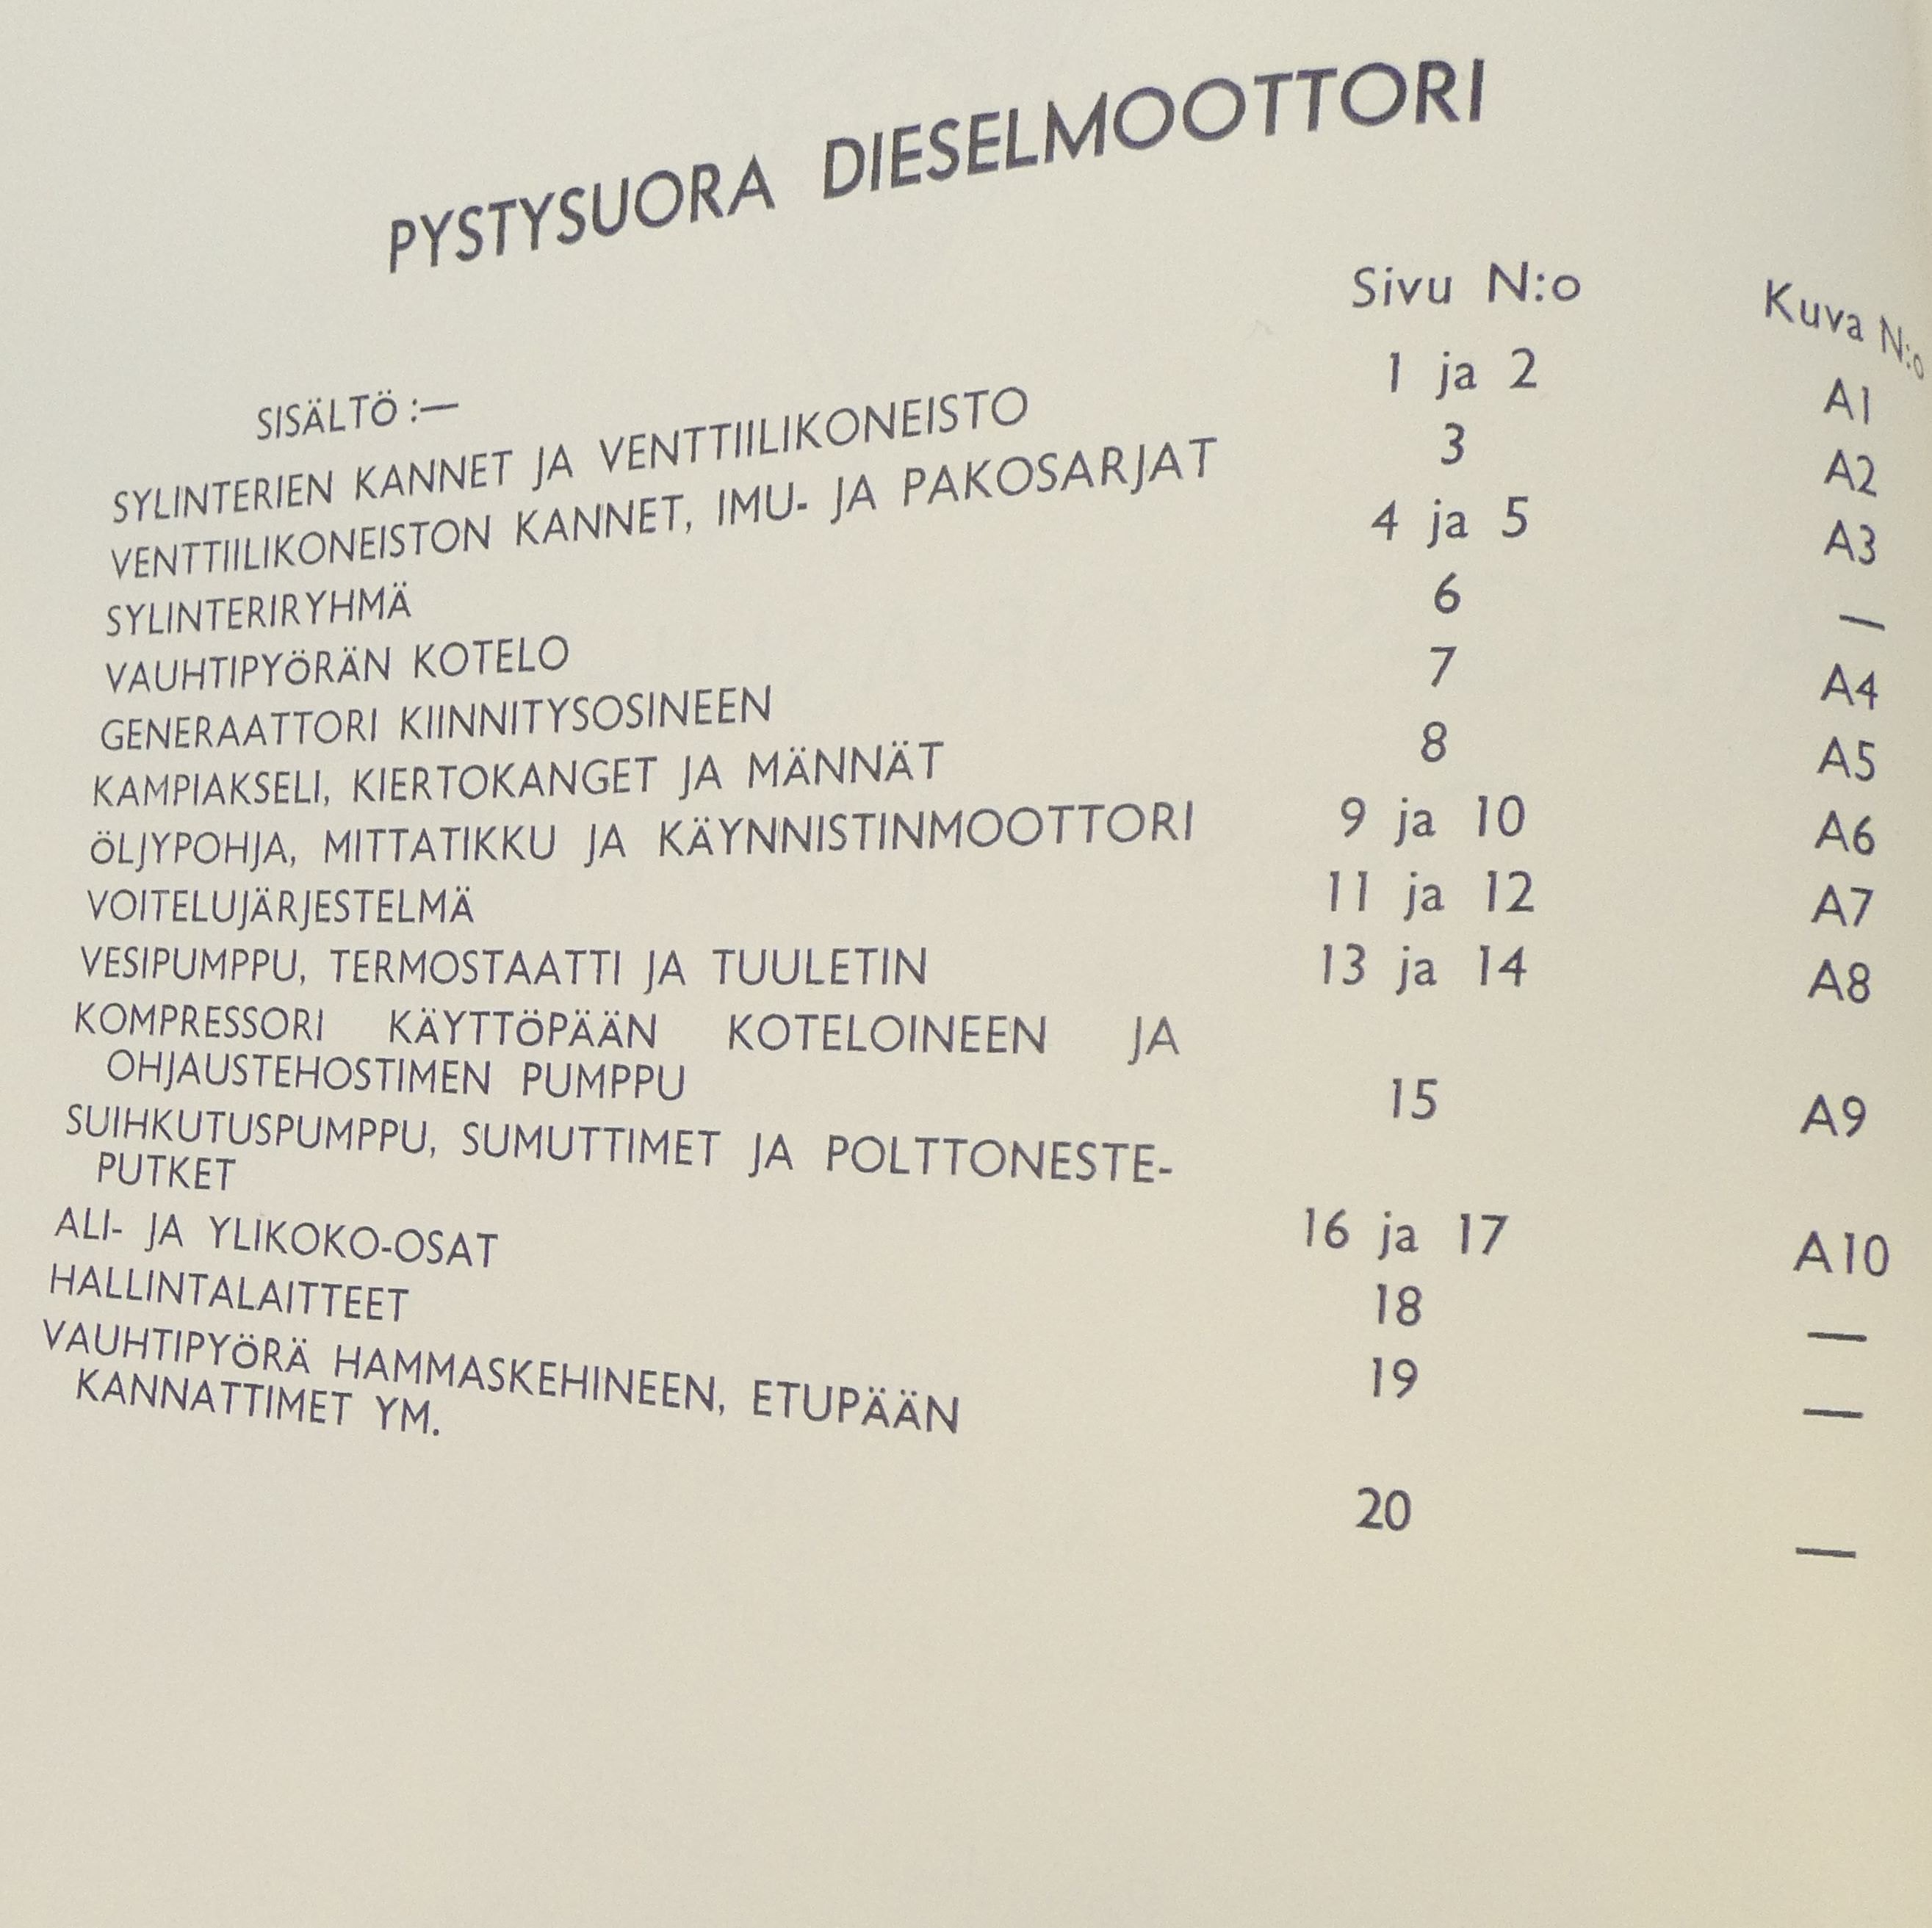 PYSTYSUORA DIESELMOOTTORI
Sivu N:o Kuva N:o
SISÄLTÖ :—
SYLINTERIEN KANNET JA VENTTIILIKONEISTO 1 ja 2 A1
VENTTIILIKONEISTON KANNET, IMU- JA PAKOSARJAT 3 A2
SYLINTERIRYHMÄ 4 ja 5 A3
VAUHTIPYÖRÄN KOTELO 6 —
GENERAATTORI KIINNITYSOSINEEN 7 A4
KAMPIAKSELI, KIERTOKANGET JA MÄNNÄT 8 A5
ÖLJYPOHJA, MITTATIKKU JA KÄYNNISTINMOOTTORI 9 ja 10 A6
VOITELUJÄRJESTELMÄ 11 ja 12 A7
VESIPUMPPU, TERMOSTAATTI JA TUULETIN 13 ja 14 A8
KOMPRESSORI KÄYTTÖPÄÄN KOTELOINEEN JA
OHJAUSTEHOSTIMEN PUMPPU 15 A9
SUIHKUTUSPUMPPU, SUMUTTIMET JA POLTTONESTE-
PUTKET 16 ja 17 A10
ALI- JA YLIKOKO-OSAT 18 —
HALLINTALAITTEET 19 —
VAUHTIPYÖRÄ HAMMASKEHINEEN, ETUPÄÄN
KANNATTIMET YM. 20 —